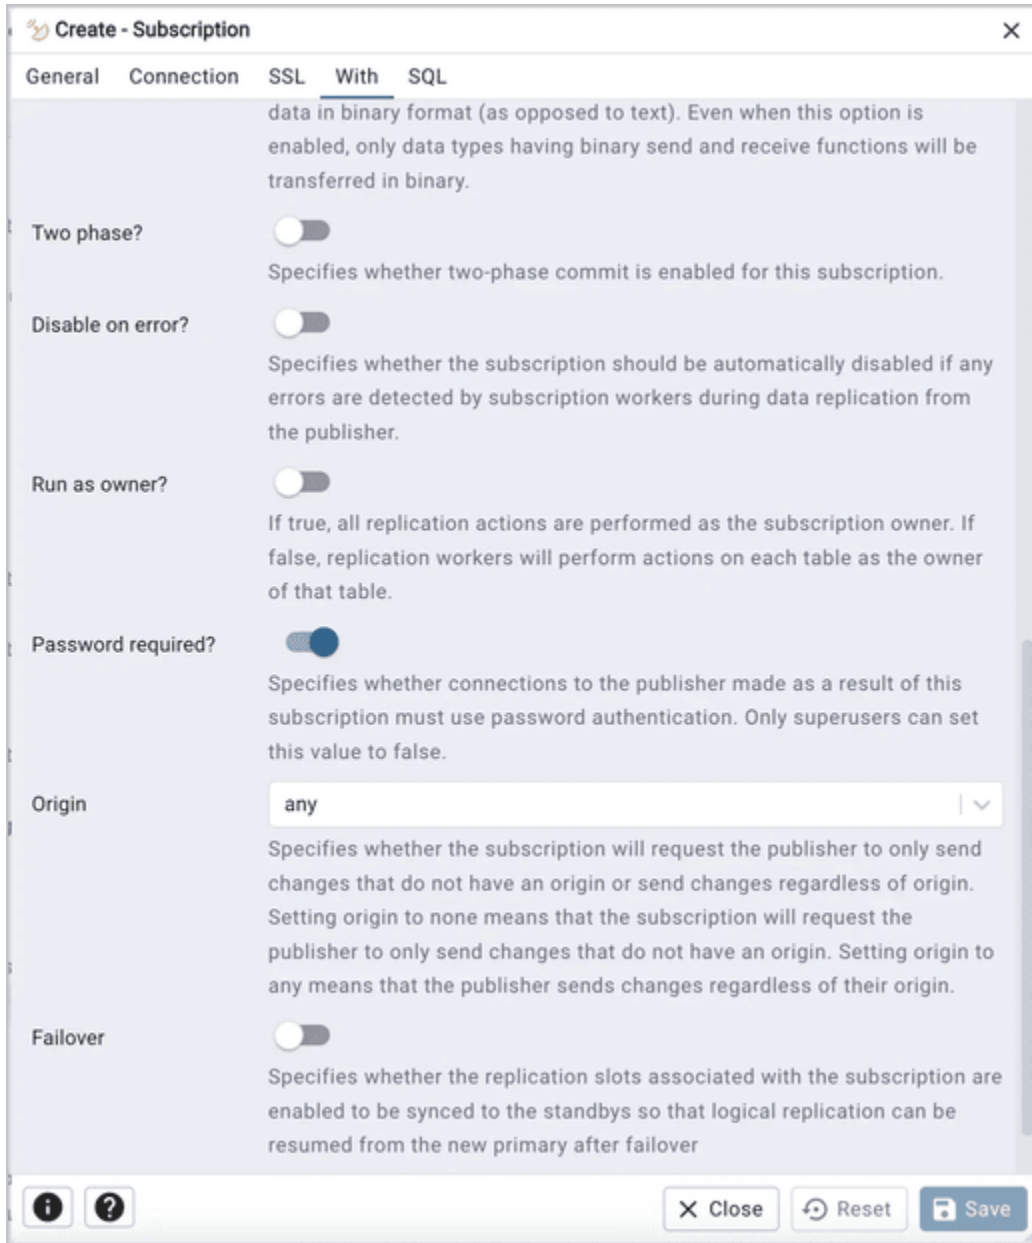 Create - Subscription
General Connection SSL With SQL
data in binary format (as opposed to text). Even when this option is
enabled, only data types having binary send and receive functions will be
transferred in binary.
Two phase?
Specifies whether two-phase commit is enabled for this subscription.
Disable on error?
Specifies whether the subscription should be automatically disabled if any
errors are detected by subscription workers during data replication from
the publisher.
Run as owner?
If true, all replication actions are performed as the subscription owner. If
false, replication workers will perform actions on each table as the owner
of that table.
Password required?
Specifies whether connections to the publisher made as a result of this
subscription must use password authentication. Only superusers can set
this value to false.
Origin any
Specifies whether the subscription will request the publisher to only send
changes that do not have an origin or send changes regardless of origin.
Setting origin to none means that the subscription will request the
publisher to only send changes that do not have an origin. Setting origin to
any means that the publisher sends changes regardless of their origin.
Failover
Specifies whether the replication slots associated with the subscription are
enabled to be synced to the standbys so that logical replication can be
resumed from the new primary after failover
Close Reset Save